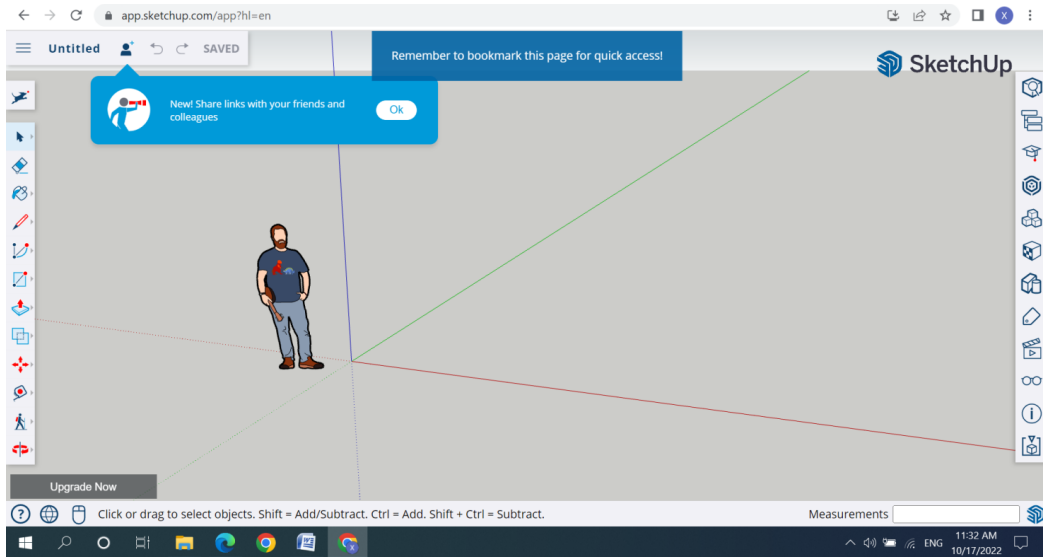 app.sketchup.com/app?hl=en
X
Untitled
SAVED
Remember to bookmark this page for quick access!
SketchUp
New! Share links with your friends and
colleagues
Ok
Upgrade Now
Click or drag to select objects. Shift = Add/Subtract. Ctrl = Add. Shift + Ctrl = Subtract.
Measurements
ENG
11:32 AM
10/17/2022